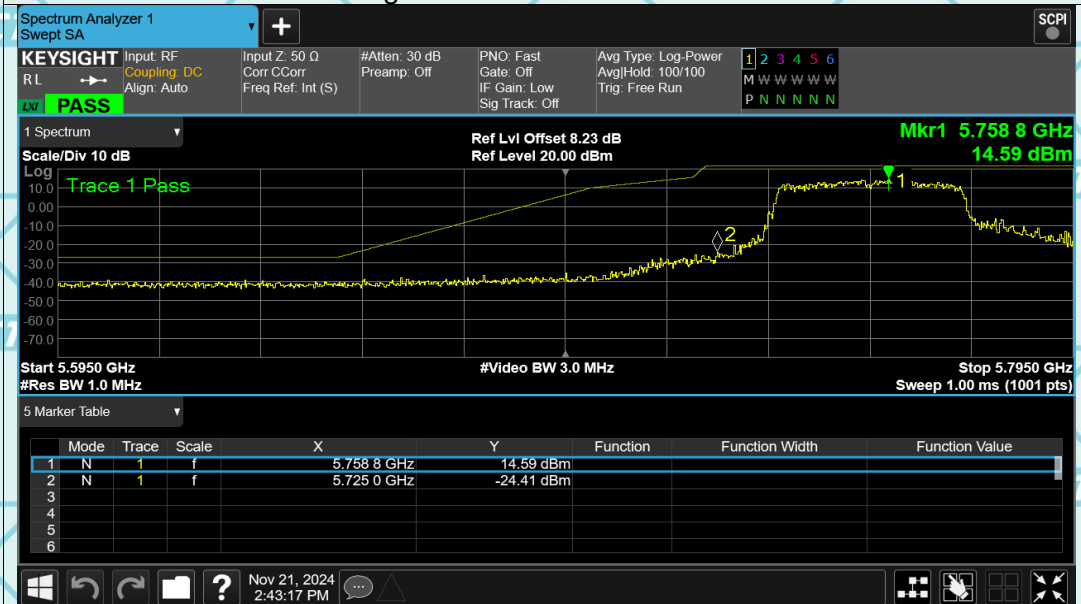 Spectrum Analyzer 1
Swept SA
+
SCPI
KEYSIGHT
R L
LXI PASS
Input: RF
Coupling: DC
Align: Auto
Input Z: 50 Ω
Corr CCorr
Freq Ref: Int (S)
#Atten: 30 dB
Preamp: Off
PNO: Fast
Gate: Off
IF Gain: Low
Sig Track: Off
Avg Type: Log-Power
Avg|Hold: 100/100
Trig: Free Run
1 2 3 4 5 6
M W W W W W
P N N N N N
1 Spectrum
Scale/Div 10 dB
Ref Lvl Offset 8.23 dB
Ref Level 20.00 dBm
Mkr1 5.758 8 GHz
14.59 dBm
Log
Trace 1 Pass
10.0
0.00
-10.0
-20.0
-30.0
-40.0
-50.0
-60.0
-70.0
1
2
Start 5.5950 GHz
#Video BW 3.0 MHz
Stop 5.7950 GHz
#Res BW 1.0 MHz
Sweep 1.00 ms (1001 pts)
5 Marker Table
Mode Trace Scale X Y Function Function Width Function Value
1 N 1 f 5.758 8 GHz 14.59 dBm
2 N 1 f 5.725 0 GHz -24.41 dBm
3
4
5
6
?
Nov 21, 2024
2:43:17 PM